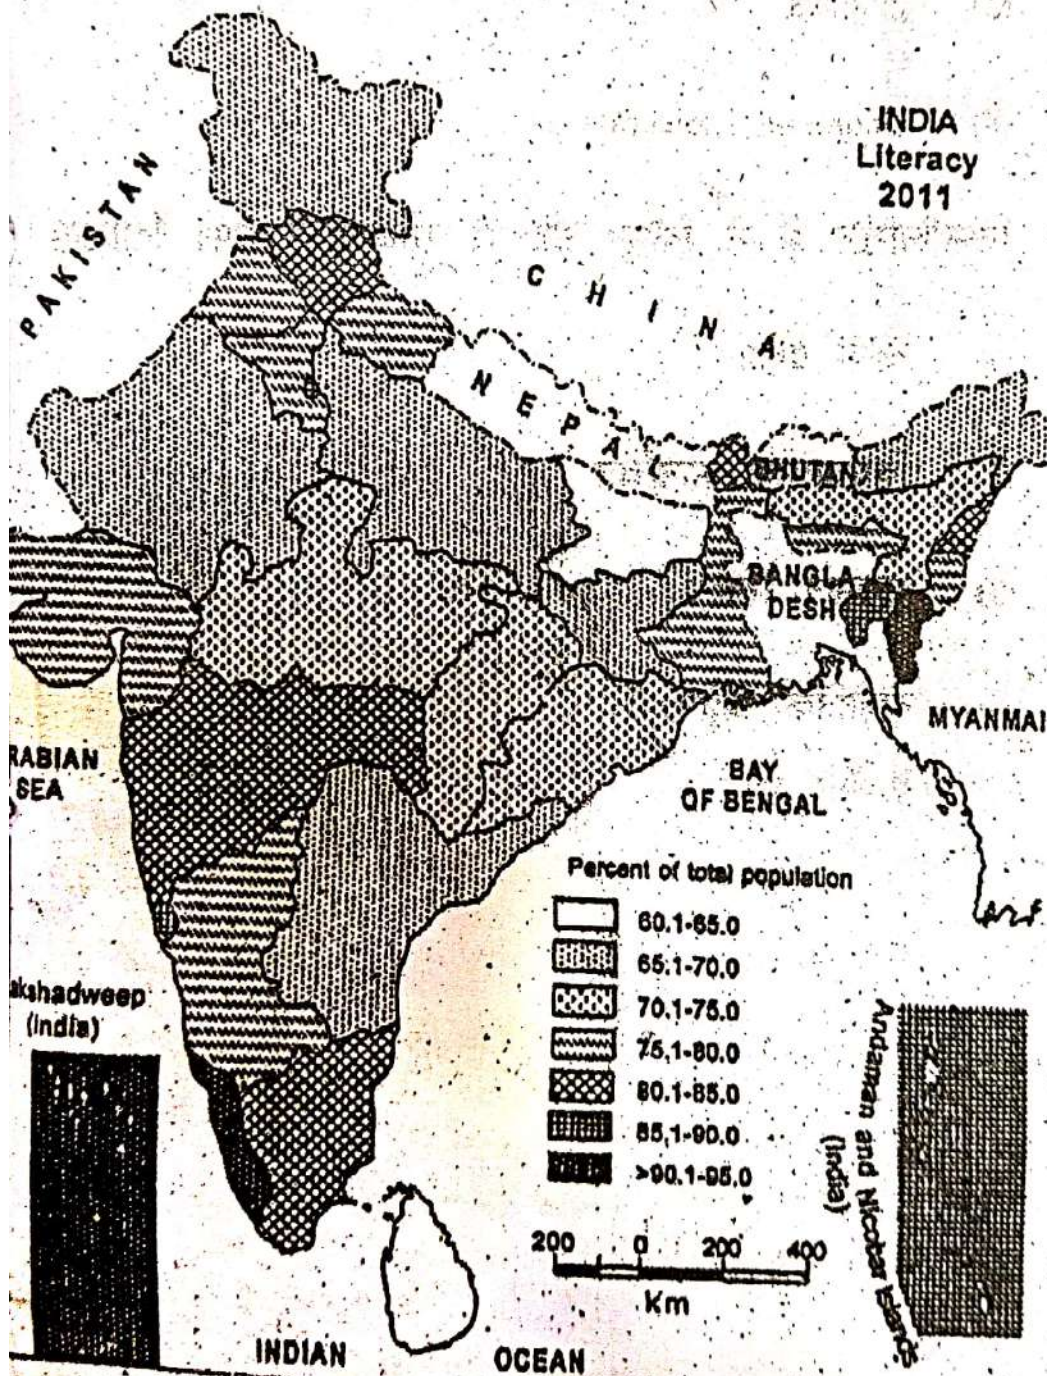 INDIA
Literacy
2011
PAKISTAN
CHINA
NEPAL
BHUTAN
BANGLA
DESH
MYANMAI
RABIAN
SEA
BAY
OF BENGAL
Percent of total population
60.1-65.0
65.1-70.0
70.1-75.0
75,1-80.0
80.1-85.0
85,1-90.0
>90.1-95.0
akshadweep
(India)
Andaman and Nicobar Islands
(India)
200 0 200 400
Km
INDIAN OCEAN